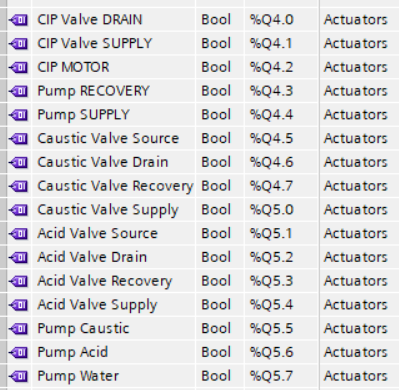 CIP Valve DRAIN Bool %Q4.0 Actuators
CIP Valve SUPPLY Bool %Q4.1 Actuators
CIP MOTOR Bool %Q4.2 Actuators
Pump RECOVERY Bool %Q4.3 Actuators
Pump SUPPLY Bool %Q4.4 Actuators
Caustic Valve Source Bool %Q4.5 Actuators
Caustic Valve Drain Bool %Q4.6 Actuators
Caustic Valve Recovery Bool %Q4.7 Actuators
Caustic Valve Supply Bool %Q5.0 Actuators
Acid Valve Source Bool %Q5.1 Actuators
Acid Valve Drain Bool %Q5.2 Actuators
Acid Valve Recovery Bool %Q5.3 Actuators
Acid Valve Supply Bool %Q5.4 Actuators
Pump Caustic Bool %Q5.5 Actuators
Pump Acid Bool %Q5.6 Actuators
Pump Water Bool %Q5.7 Actuators